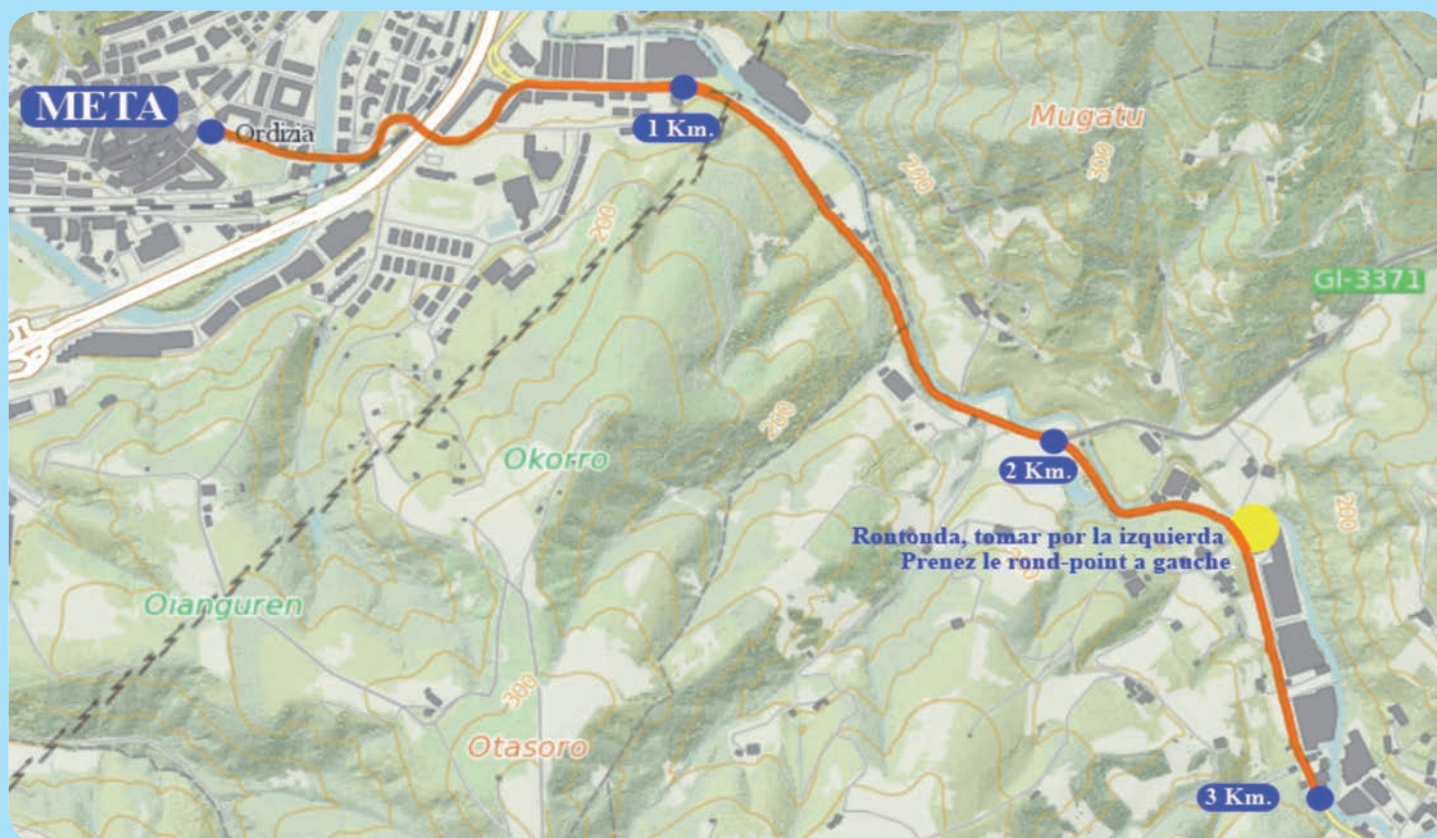 META
Ordizia
1 Km.
Mugatu
200
300
200
GI-3371
200
Okorro
2 Km.
200
Rontonda, tomar por la izquierda
Prenez le rond-point a gauche
Oianguren
300
Otasoro
3 Km.